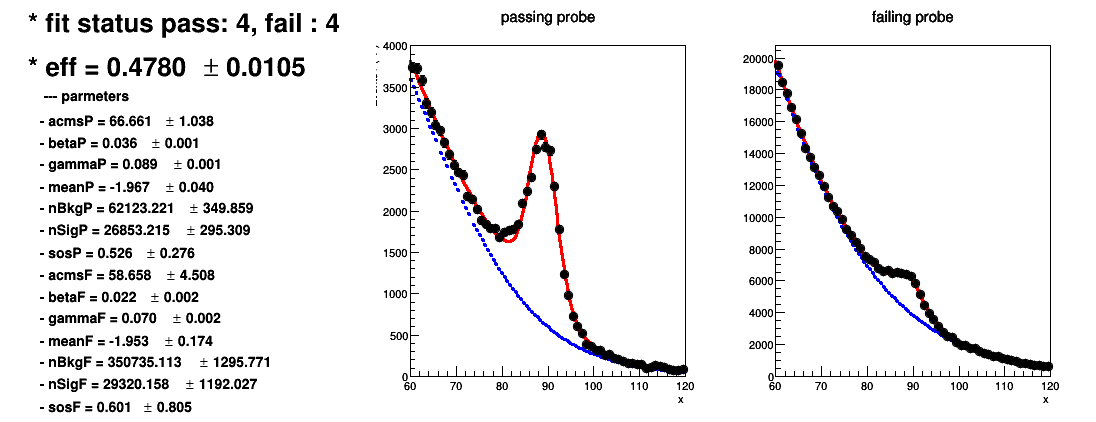 * fit status pass: 4, fail : 4
* eff = 0.4780 ± 0.0105
--- parmeters
- acmsP = 66.661 ± 1.038
- betaP = 0.036 ± 0.001
- gammaP = 0.089 ± 0.001
- meanP = -1.967 ± 0.040
- nBkgP = 62123.221 ± 349.859
- nSigP = 26853.215 ± 295.309
- sosP = 0.526 ± 0.276
- acmsF = 58.658 ± 4.508
- betaF = 0.022 ± 0.002
- gammaF = 0.070 ± 0.002
- meanF = -1.953 ± 0.174
- nBkgF = 350735.113 ± 1295.771
- nSigF = 29320.158 ± 1192.027
- sosF = 0.601 ± 0.805
passing probe
4000
3500
3000
2500
2000
1500
1000
500
0
60 70 80 90 100 110 120
x
failing probe
20000
18000
16000
14000
12000
10000
8000
6000
4000
2000
0
60 70 80 90 100 110 120
x